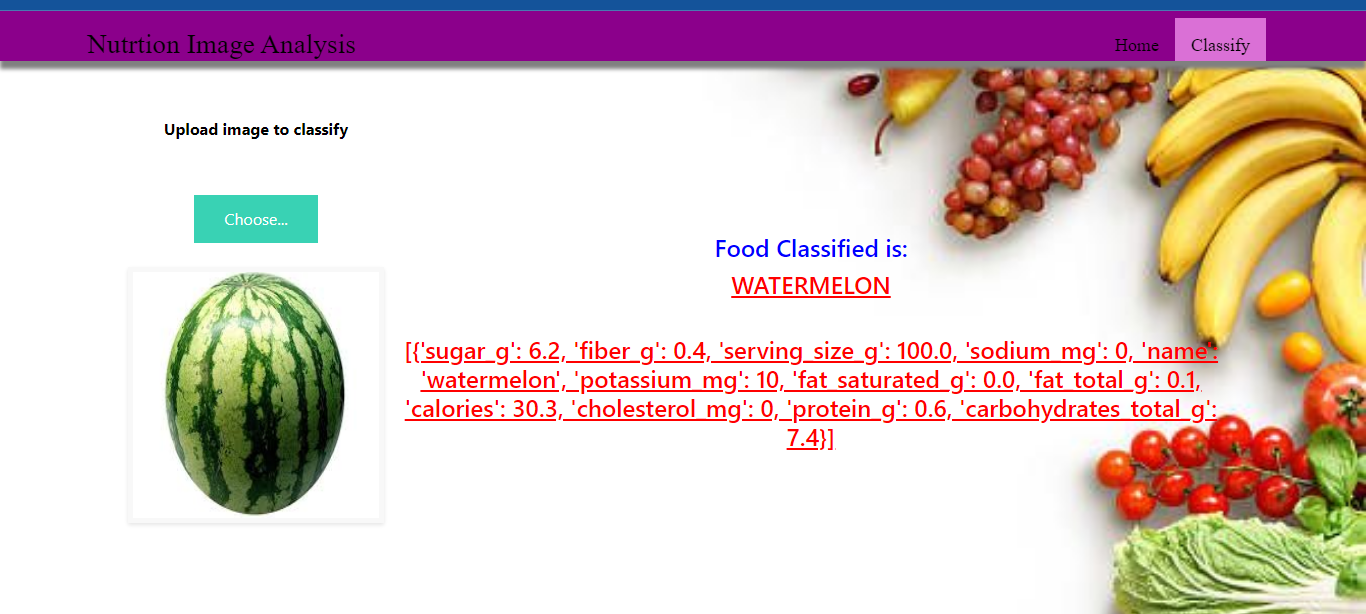 Nutrtion Image Analysis
Home
Classify
Upload image to classify
Choose...
Food Classified is:
WATERMELON
[{'sugar_g': 6.2, 'fiber_g': 0.4, 'serving_size_g': 100.0, 'sodium_mg': 0, 'name':
'watermelon', 'potassium_mg': 10, 'fat_saturated_g': 0.0, 'fat_total_g': 0.1,
'calories': 30.3, 'cholesterol_mg': 0, 'protein_g': 0.6, 'carbohydrates_total_g':
7.4}]